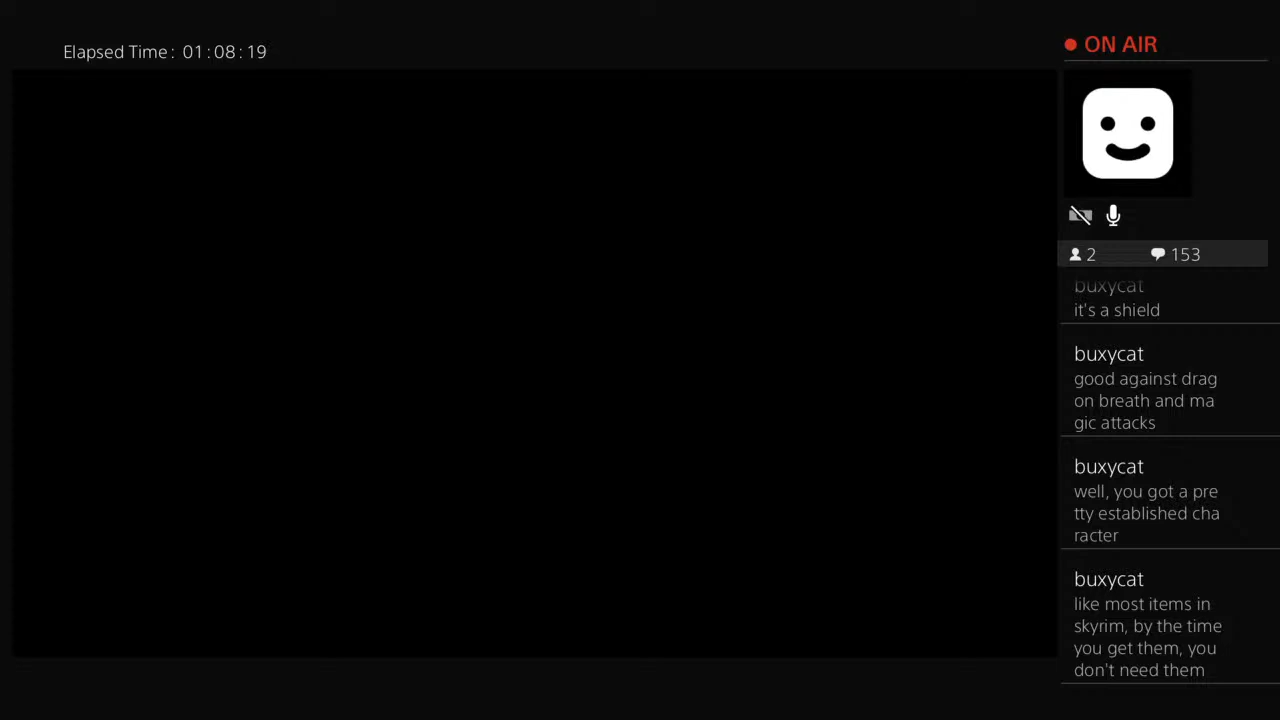 Elapsed Time: 01:08:19
ON AIR
2 153
buxycat
it's a shield
buxycat
good against drag
on breath and ma
gic attacks
buxycat
well, you got a pre
tty established cha
racter
buxycat
like most items in
skyrim, by the time
you get them, you
don't need them